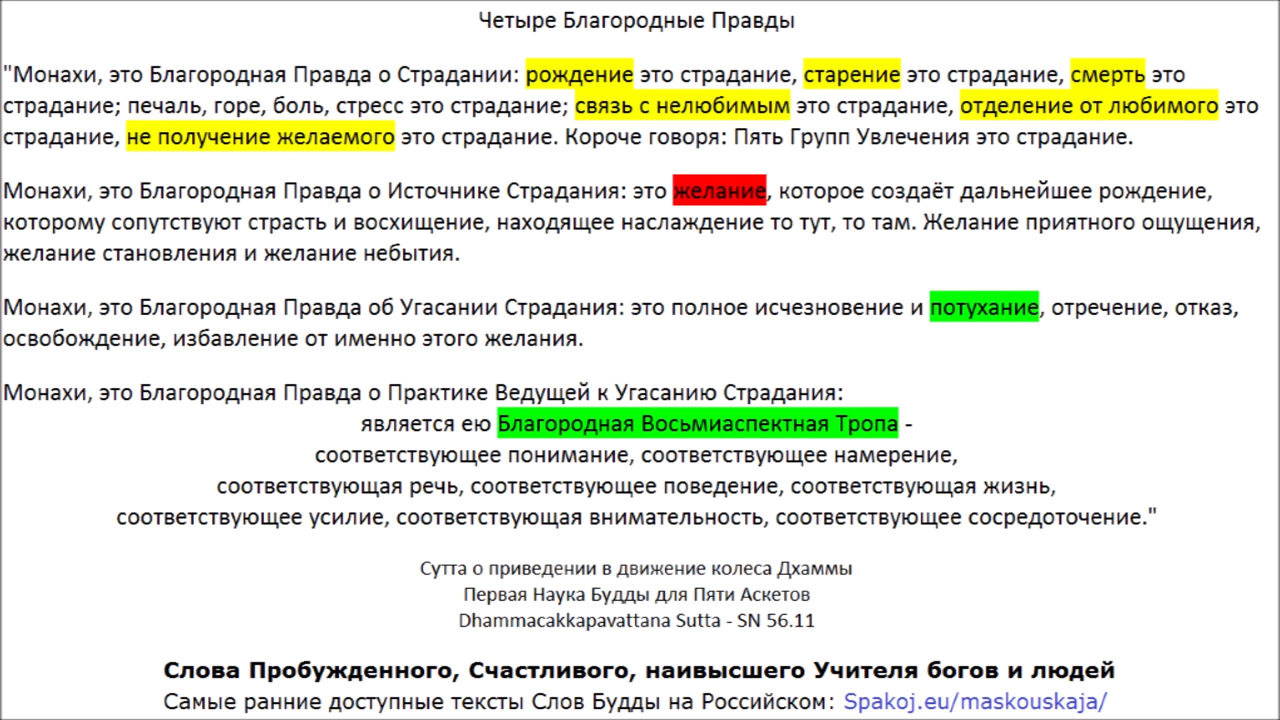 Четыре Благородные Правды
"Монахи, это Благородная Правда о Страдании: рождение это страдание, старение это страдание, смерть это
страдание; печаль, горе, боль, стресс это страдание; связь с нелюбимым это страдание, отделение от любимого это
страдание, не получение желаемого это страдание. Короче говоря: Пять Групп Увлечения это страдание.
Монахи, это Благородная Правда о Источнике Страдания: это желание, которое создаёт дальнейшее рождение,
которому сопутствуют страсть и восхищение, находящее наслаждение то тут, то там. Желание приятного ощущения,
желание становления и желание небытия.
Монахи, это Благородная Правда об Угасании Страдания: это полное исчезновение и потухание, отречение, отказ,
освобождение, избавление от именно этого желания.
Монахи, это Благородная Правда о Практике Ведущей к Угасанию Страдания:
является ею Благородная Восьмиаспектная Тропа -
соответствующее понимание, соответствующее намерение,
соответствующая речь, соответствующее поведение, соответствующая жизнь,
соответствующее усилие, соответствующая внимательность, соответствующее сосредоточение."
Сутта о приведении в движение колеса Дхаммы
Первая Наука Будды для Пяти Аскетов
Dhammacakkapavattana Sutta - SN 56.11
Слова Пробужденного, Счастливого, наивысшего Учителя богов и людей
Самые ранние доступные тексты Слов Будды на Российском: Spakoj.eu/maskouskaja/